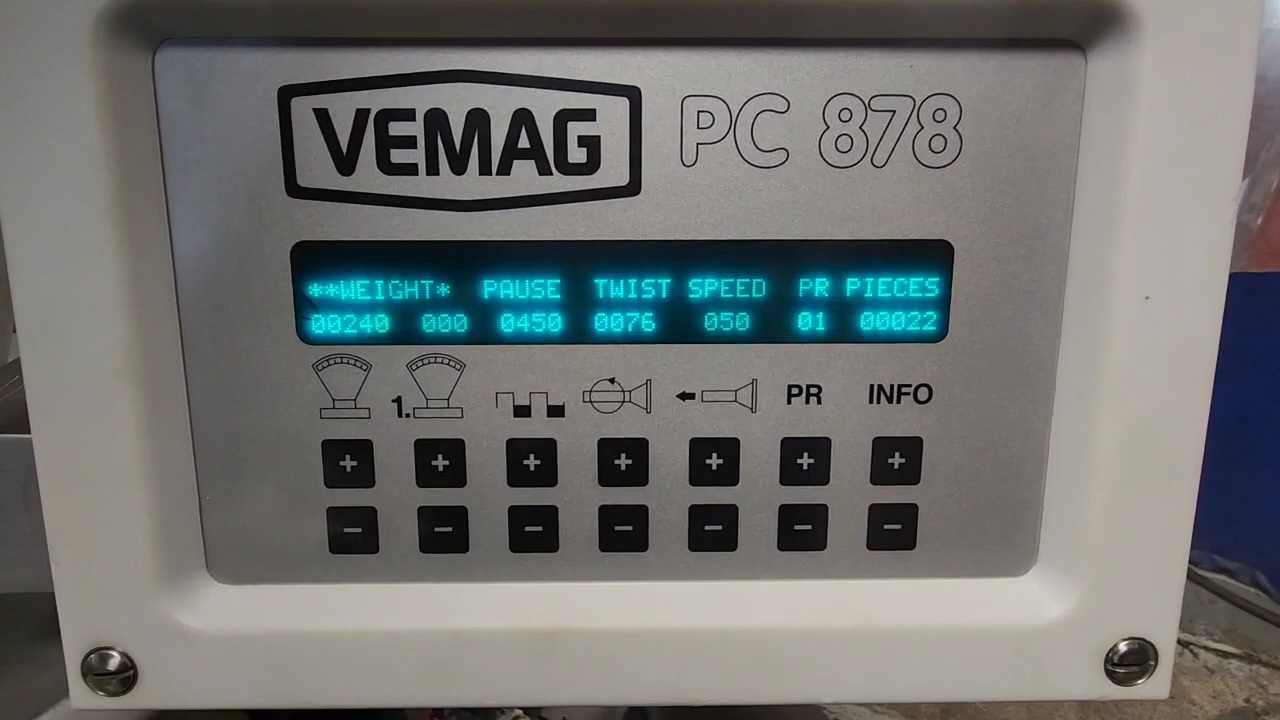 VEMAG PC 878
**WEIGHT* PAUSE TWIST SPEED PR PIECES
00240 000 0450 0076 050 01 00022
1. PR INFO
+ + + + + + +
- - - - - - -